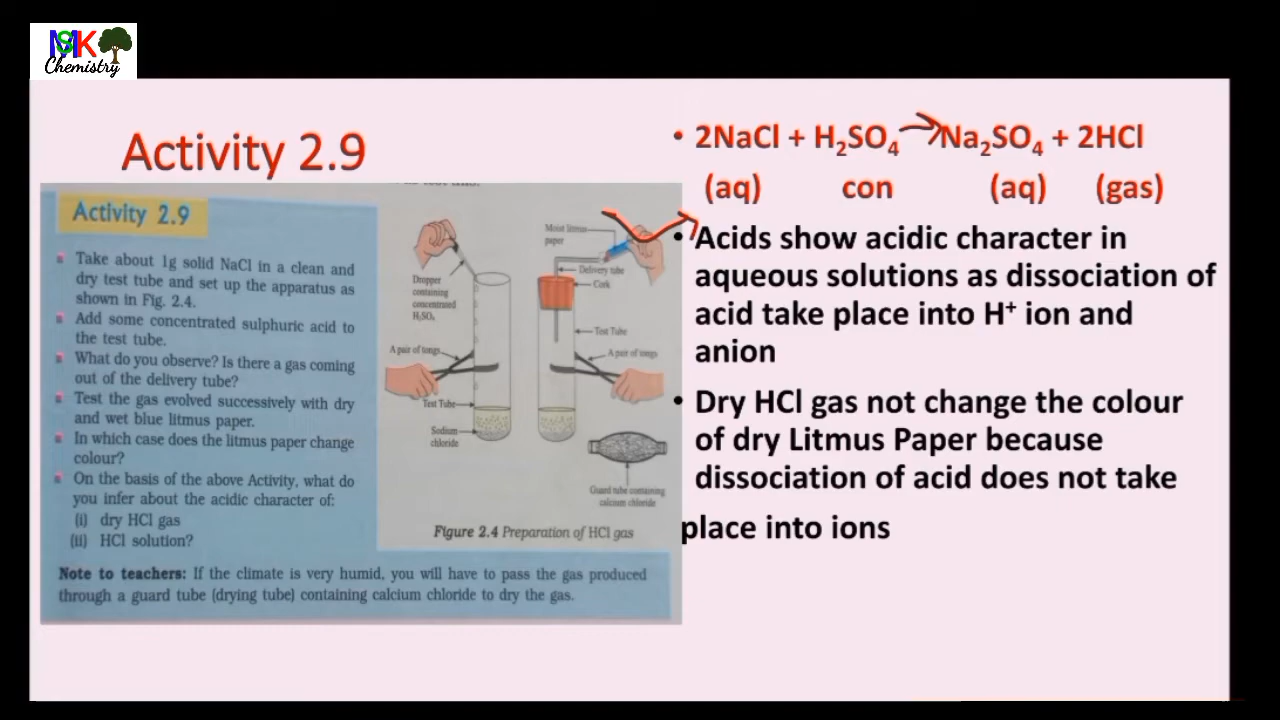 MSK
Chemistry
Activity 2.9
Activity 2.9
Take about 1g solid NaCl in a clean and
dry test tube and set up the apparatus as
shown in Fig. 2.4.
Add some concentrated sulphuric acid to
the test tube.
What do you observe? Is there a gas coming
out of the delivery tube?
Test the gas evolved successively with dry
and wet blue litmus paper.
In which case does the litmus paper change
colour?
On the basis of the above Activity, what do
you infer about the acidic character of:
(i) dry HCl gas
(ii) HCl solution?
Moist litmus
paper
Delivery tube
Cork
Dropper
containing
concentrated
H₂SO₄
Test Tube
A pair of tongs
A pair of tongs
Test Tube
Sodium
chloride
Guard tube containing
calcium chloride
Figure 2.4 Preparation of HCl gas
Note to teachers: If the climate is very humid, you will have to pass the gas produced
through a guard tube (drying tube) containing calcium chloride to dry the gas.
• 2NaCl + H₂SO₄ → Na₂SO₄ + 2HCl
(aq) con (aq) (gas)
• Acids show acidic character in
aqueous solutions as dissociation of
acid take place into H⁺ ion and
anion
• Dry HCl gas not change the colour
of dry Litmus Paper because
dissociation of acid does not take
place into ions